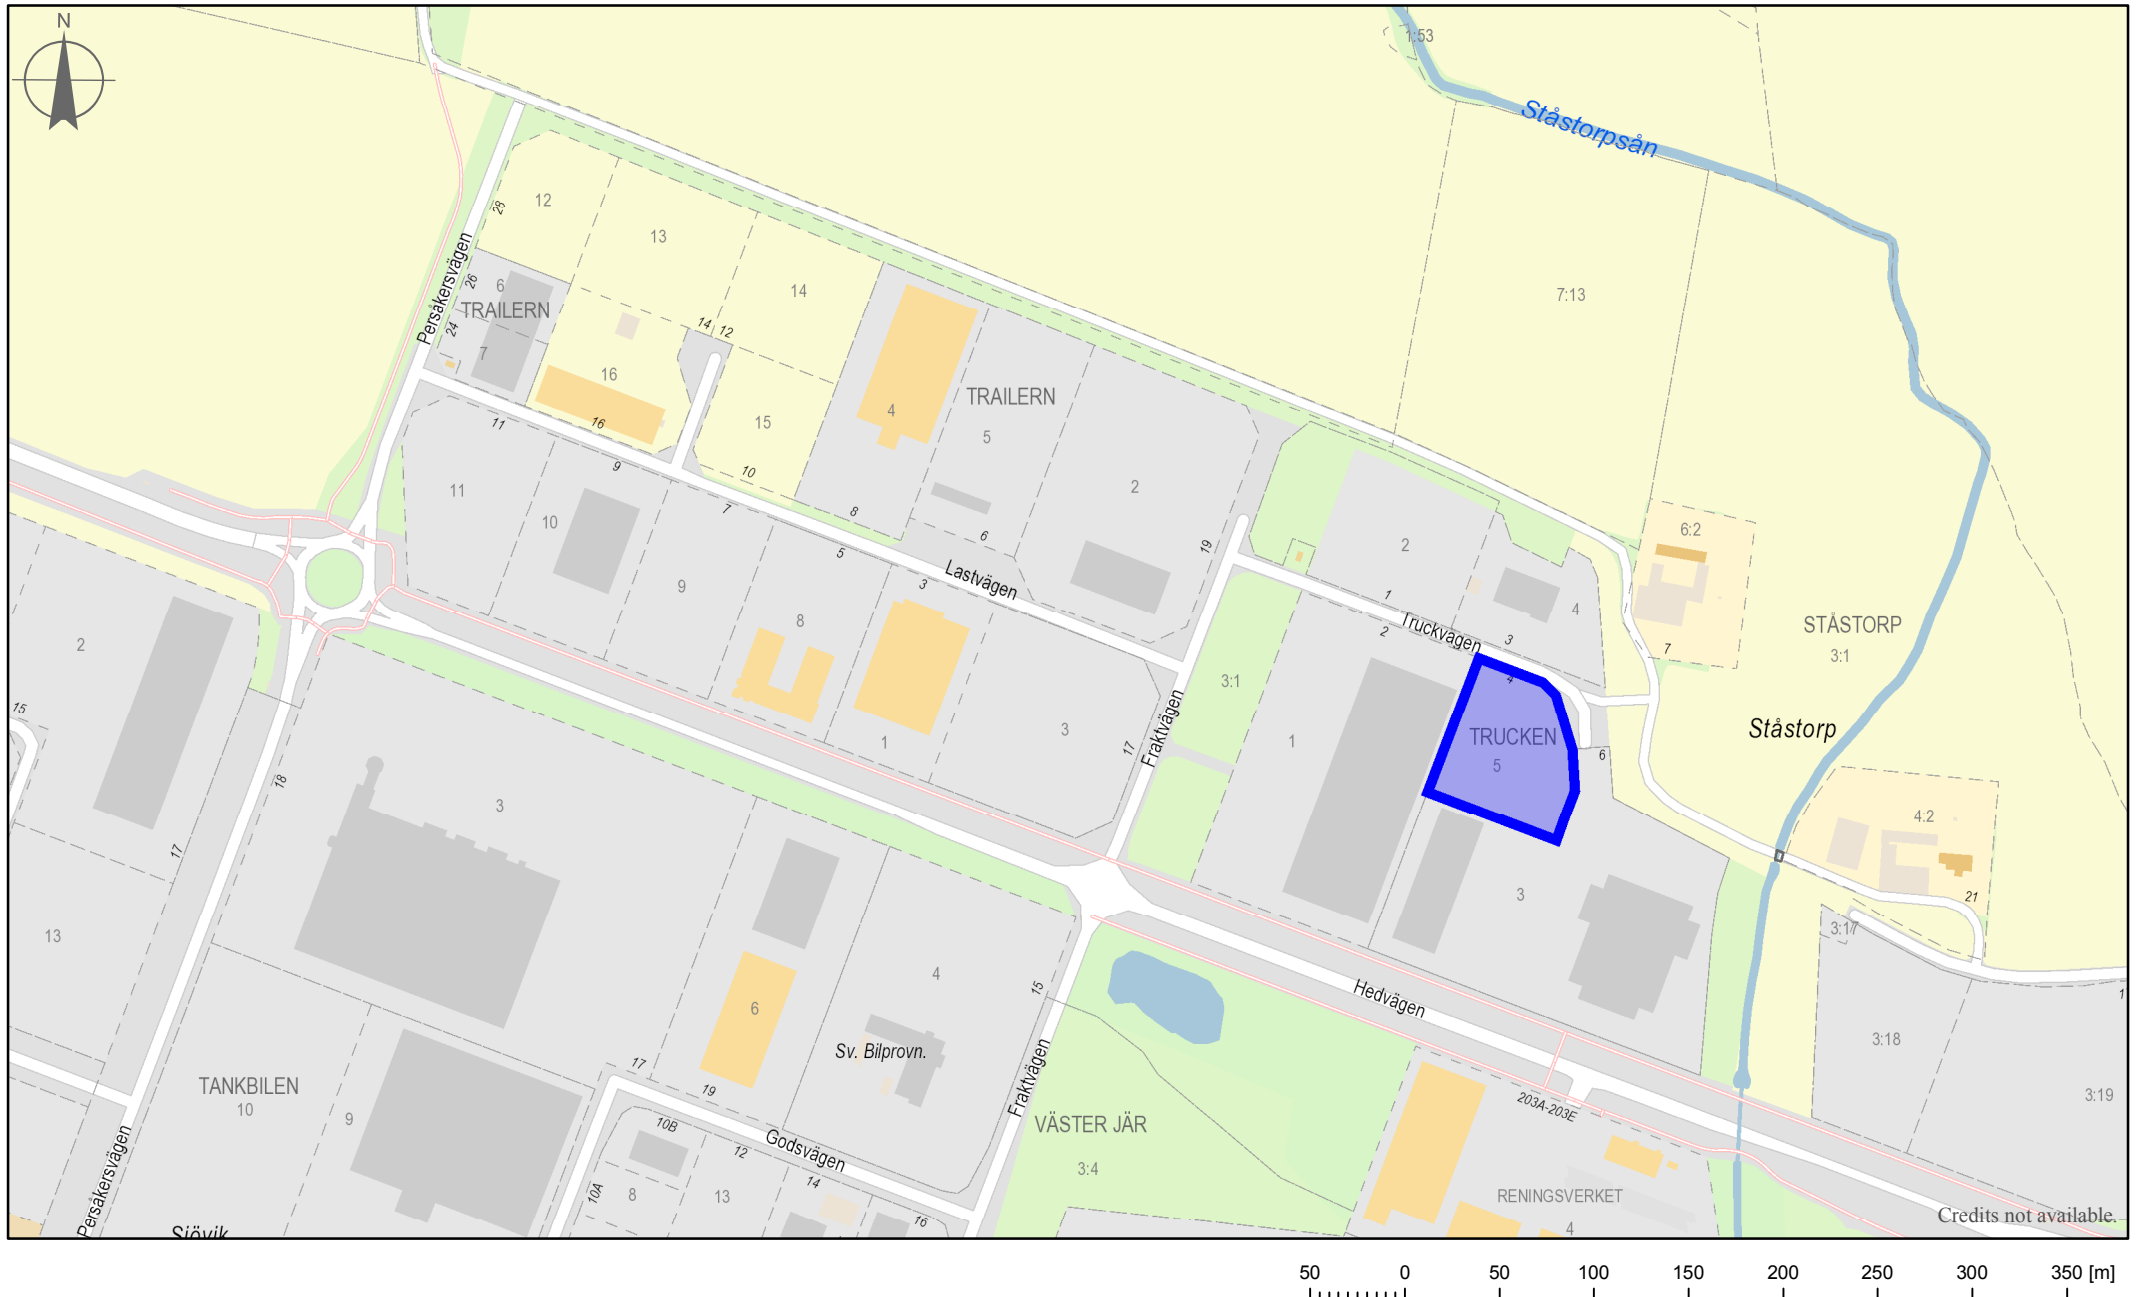 N
1:53
Ståstorpsån
12
28
13
Persåkersvägen
26
6
TRAILERN
14
7:13
24
14
12
7
16
4
TRAILERN
5
15
11
16
9
10
2
11
10
7
8
6
5
19
6:2
2
9
Lastvägen
3
1
4
8
Truckvägen
2
3
STÅSTORP
3:1
2
7
3:1
4
15
Fraktvägen
3
17
1
1
TRUCKEN
5
6
Ståstorp
18
3
17
4:2
3
21
3:17
13
4
15
Hedvägen
1
6
3:18
Sv. Bilprovn.
17
19
TANKBILEN
10
9
Fraktvägen
3:19
203A-203E
VÄSTER JÄR
3:4
10B
12
Godsvägen
Persåkersvägen
10A
8
13
14
16
RENINGSVERKET
4
Credits not available.
Sjövik
50 0 50 100 150 200 250 300 350 [m]